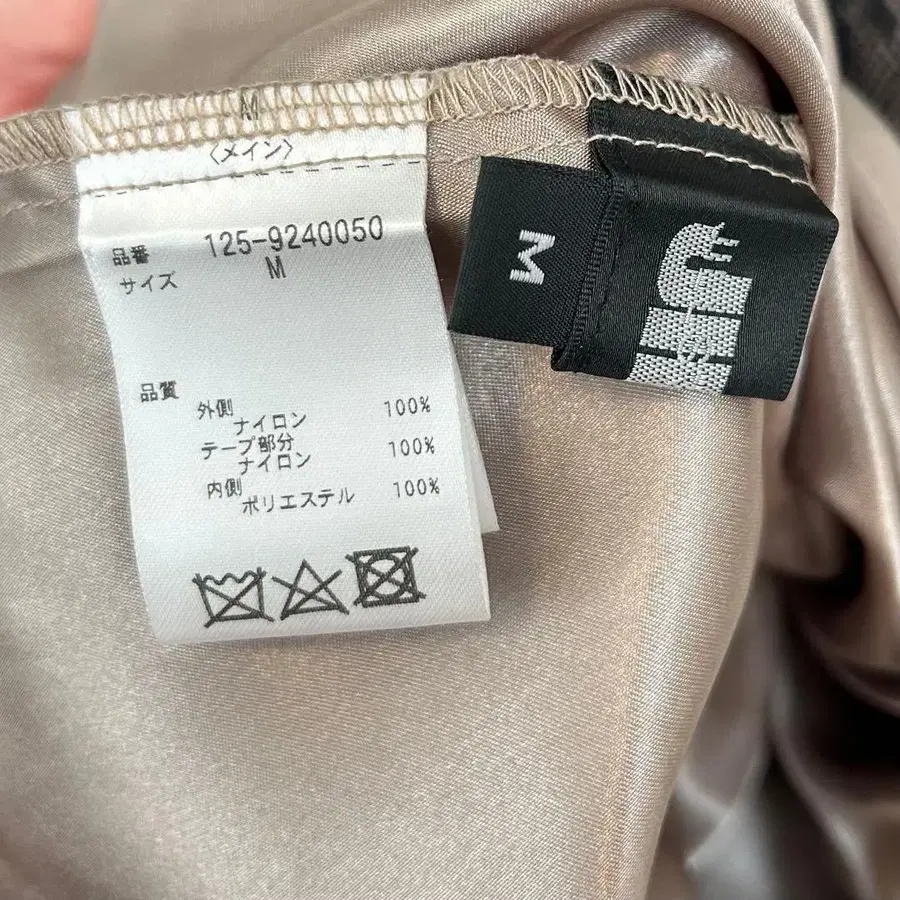 M
〈メイン〉
品番 125-9240050
サイズ M
品質
外側
ナイロン 100%
テープ部分
ナイロン 100%
内側
ポリエステル 100%
M